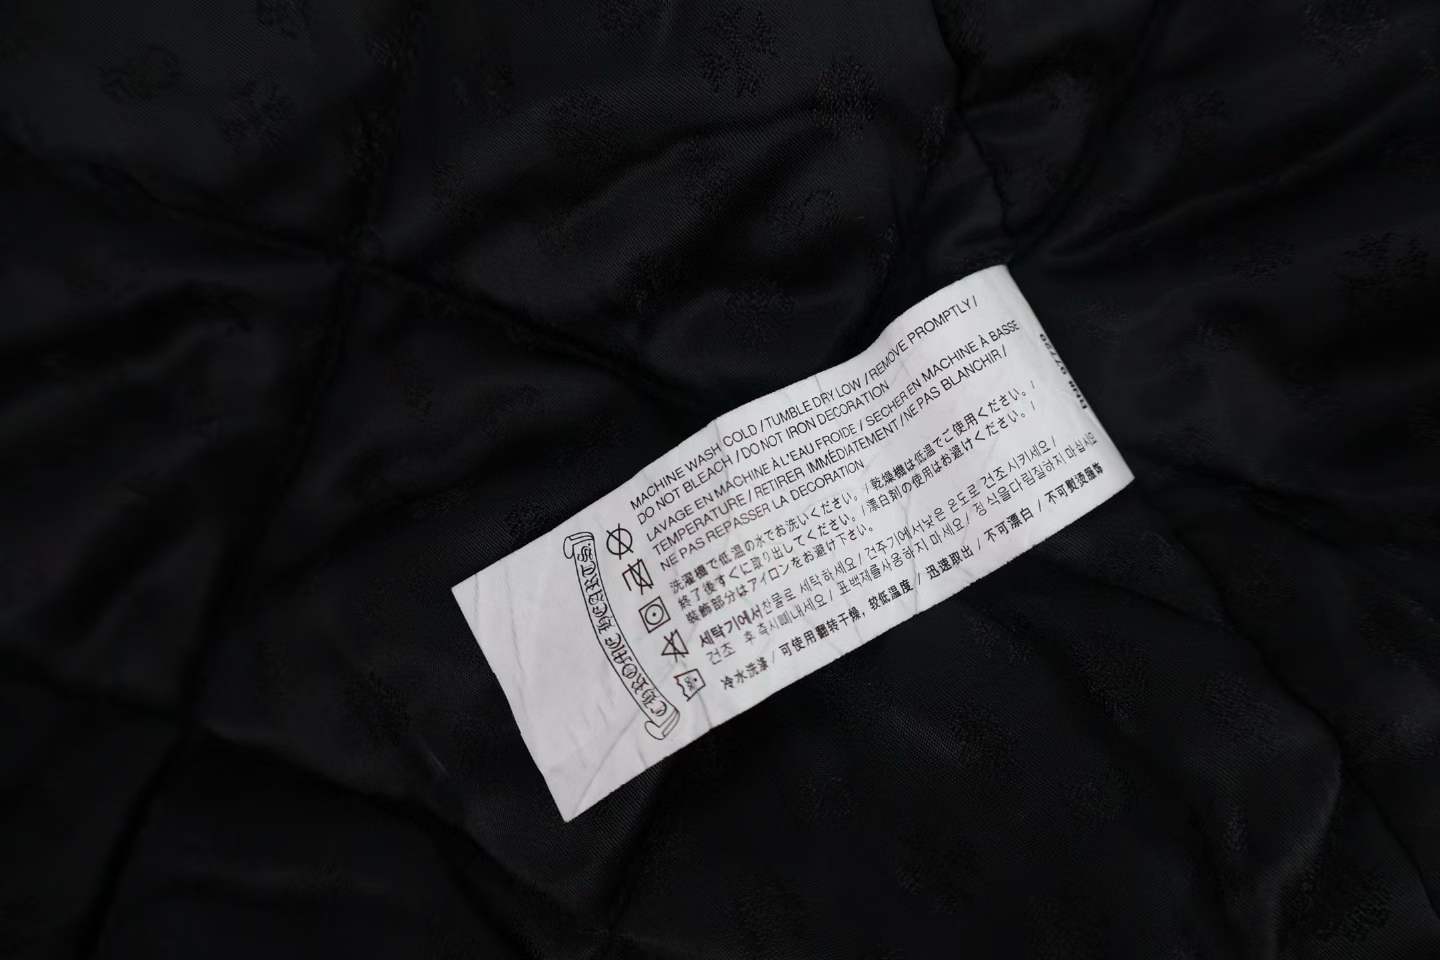 CHROME HEARTS
MACHINE WASH COLD / TUMBLE DRY LOW / REMOVE PROMPTLY /
DO NOT BLEACH / DO NOT IRON DECORATION
LAVAGE EN MACHINE À L'EAU FROIDE / SECHER EN MACHINE À BASSE
TEMPERATURE / RETIRER IMMÈDIATEMENT / NE PAS BLANCHIR /
NE PAS REPASSER LA DECORATION
洗濯機で低温の水でお洗いください。/ 乾燥機は低温でご使用ください。/
終了後すぐに取り出してください。/ 漂白剤の使用はお避けください。/
装飾部分はアイロンをお避け下さい。
세탁기에서찬물로 세탁하세요/ 건주기에서낮은 온도로 건조시키세요 /
건조 후 즉시빼내세요 / 표백제를사용하지 마세요/ 장식을다림질하지 마십시오
冷水洗涤 / 可使用翻转干燥，较低温度 / 迅速取出 / 不可漂白 / 不可熨烫服饰